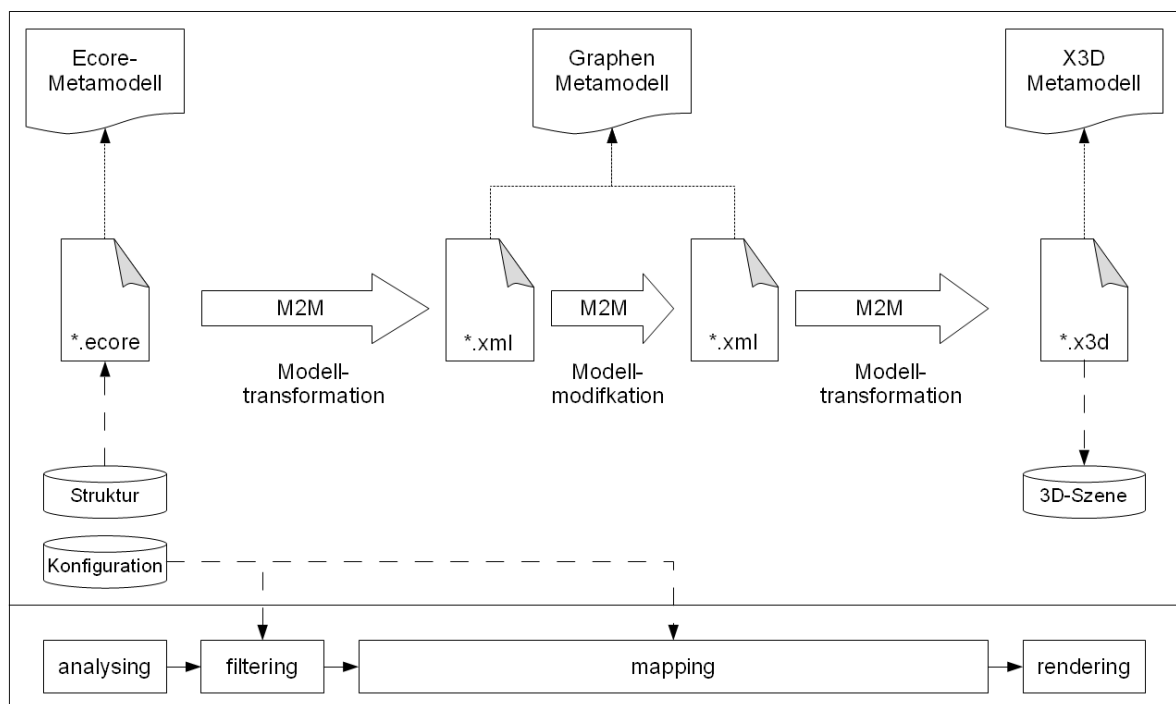 Ecore-
Metamodell
Graphen
Metamodell
X3D
Metamodell
*.ecore
M2M
*.xml
M2M
*.xml
M2M
*.x3d
Modell-
transformation
Modell-
modifkation
Modell-
transformation
Struktur
3D-Szene
Konfiguration
analysing
filtering
mapping
rendering